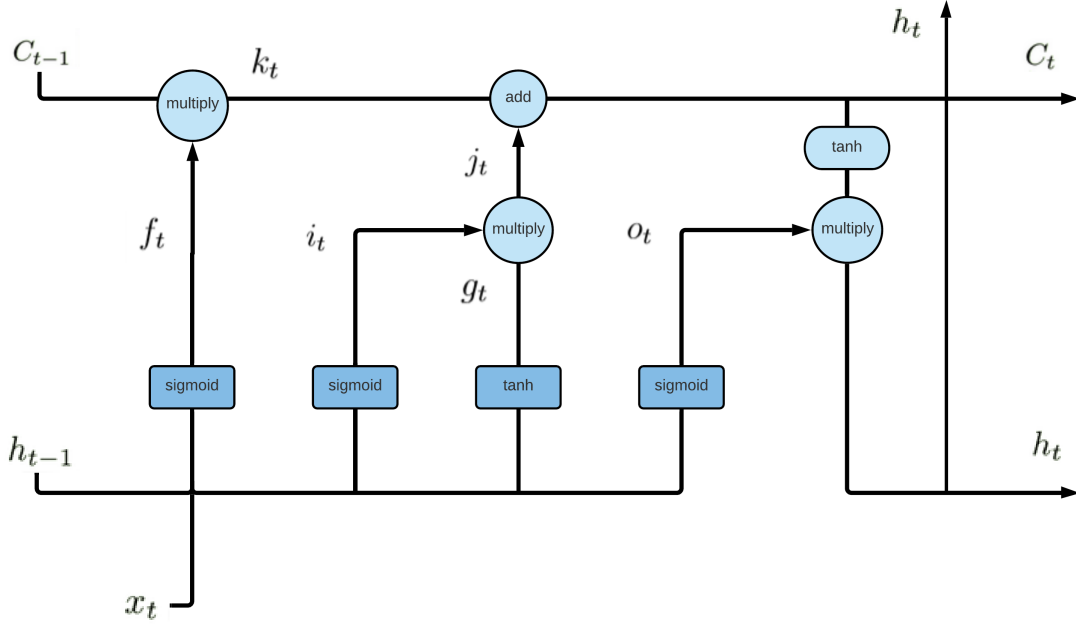 h_t
C_{t-1}
k_t
C_t
multiply
add
tanh
j_t
f_t
i_t
multiply
o_t
multiply
g_t
sigmoid
sigmoid
tanh
sigmoid
h_{t-1}
h_t
x_t